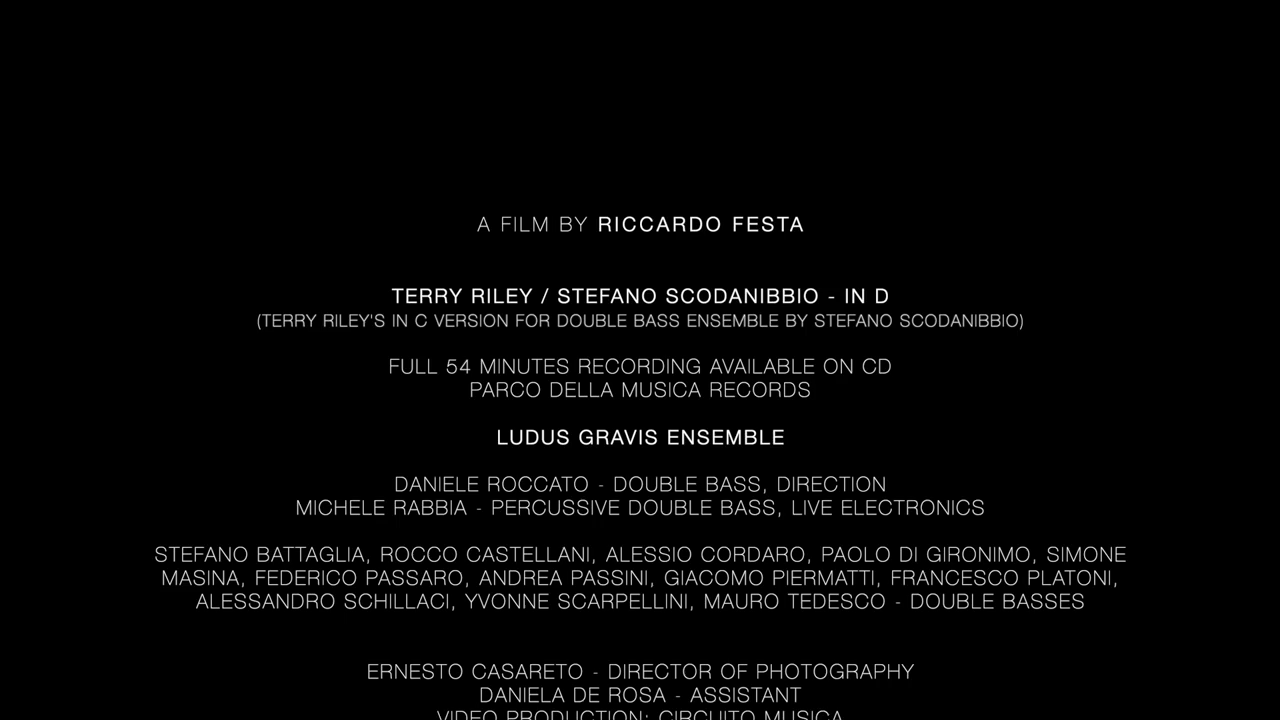 A FILM BY RICCARDO FESTA
TERRY RILEY / STEFANO SCODANIBBIO - IN D
(TERRY RILEY'S IN C VERSION FOR DOUBLE BASS ENSEMBLE BY STEFANO SCODANIBBIO)
FULL 54 MINUTES RECORDING AVAILABLE ON CD
PARCO DELLA MUSICA RECORDS
LUDUS GRAVIS ENSEMBLE
DANIELE ROCCATO - DOUBLE BASS, DIRECTION
MICHELE RABBIA - PERCUSSIVE DOUBLE BASS, LIVE ELECTRONICS
STEFANO BATTAGLIA, ROCCO CASTELLANI, ALESSIO CORDARO, PAOLO DI GIRONIMO, SIMONE
MASINA, FEDERICO PASSARO, ANDREA PASSINI, GIACOMO PIERMATTI, FRANCESCO PLATONI,
ALESSANDRO SCHILLACI, YVONNE SCARPELLINI, MAURO TEDESCO - DOUBLE BASSES
ERNESTO CASARETO - DIRECTOR OF PHOTOGRAPHY
DANIELA DE ROSA - ASSISTANT
VIDEO PRODUCTION: CIRCUITO MUSICA